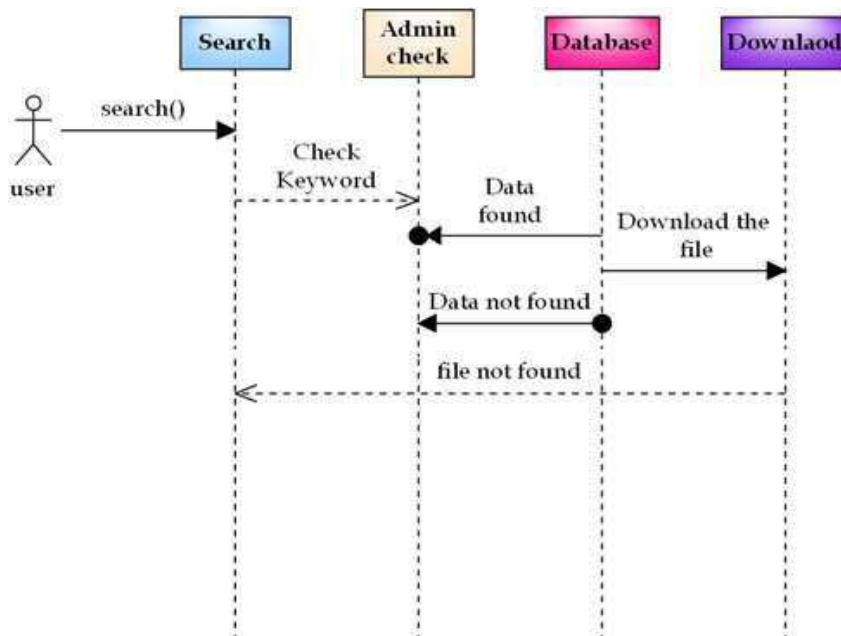 Search
Admin
check
Database
Downlaod
search()
user
Check
Keyword
Data
found
Download the
file
Data not found
file not found